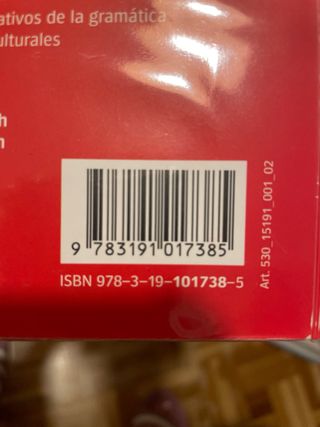 ativos de la gramática
ulturales
h
n
9 783191 017385
ISBN 978–3–19–101738–5
Art. 530_15191_001_02